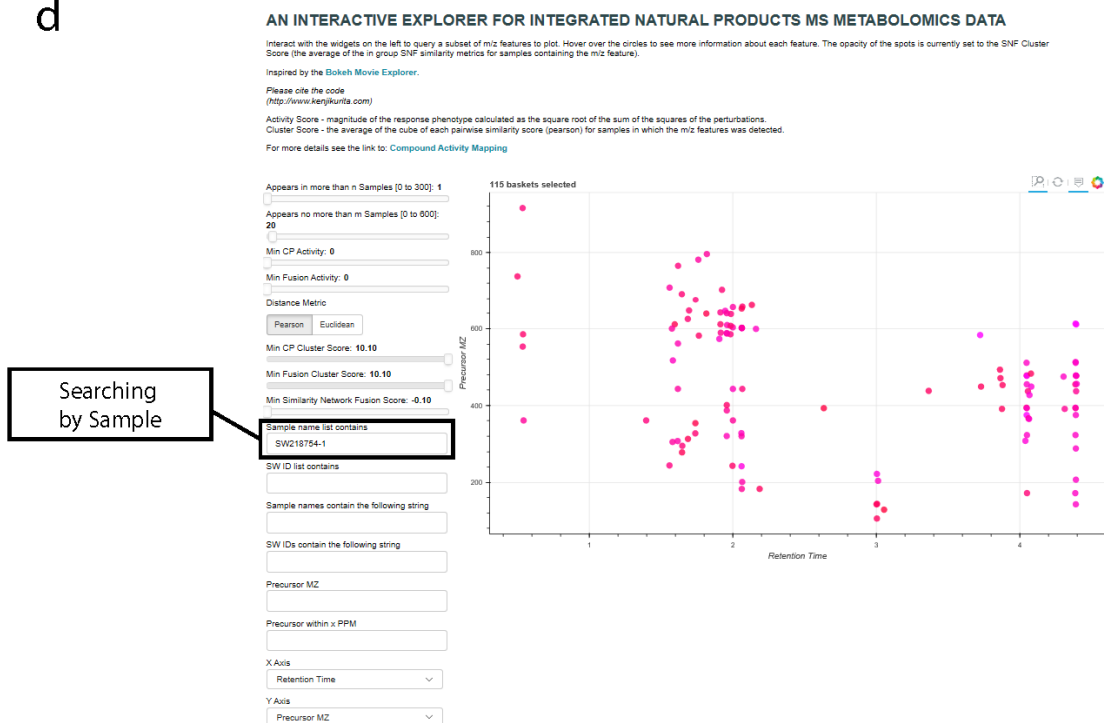 d
AN INTERACTIVE EXPLORER FOR INTEGRATED NATURAL PRODUCTS MS METABOLOMICS DATA
Interact with the widgets on the left to query a subset of m/z features to plot. Hover over the circles to see more information about each feature. The opacity of the spots is currently set to the SNF Cluster
Score (the average of the in group SNF similarity metrics for samples containing the m/z feature).
Inspired by the Bokeh Movie Explorer.
Please cite the code
(http://www.kenjikurita.com)
Activity Score - magnitude of the response phenotype calculated as the square root of the sum of the squares of the perturbations.
Cluster Score - the average of the cube of each pairwise similarity score (pearson) for samples in which the m/z features was detected.
For more details see the link to: Compound Activity Mapping
Appears in more than n Samples [0 to 300]: 1
Appears no more than m Samples [0 to 600]:
20
Min CP Activity: 0
Min Fusion Activity: 0
Distance Metric
Pearson Euclidean
Min CP Cluster Score: 10.10
Min Fusion Cluster Score: 10.10
Min Similarity Network Fusion Score: -0.10
Searching
by Sample
Sample name list contains
SW218754-1
SW ID list contains
Sample names contain the following string
SW IDs contain the following string
Precursor MZ
Precursor within x PPM
X Axis
Retention Time
Y Axis
Precursor MZ
115 baskets selected
Precursor MZ
800
600
400
200
1 2 3 4
Retention Time